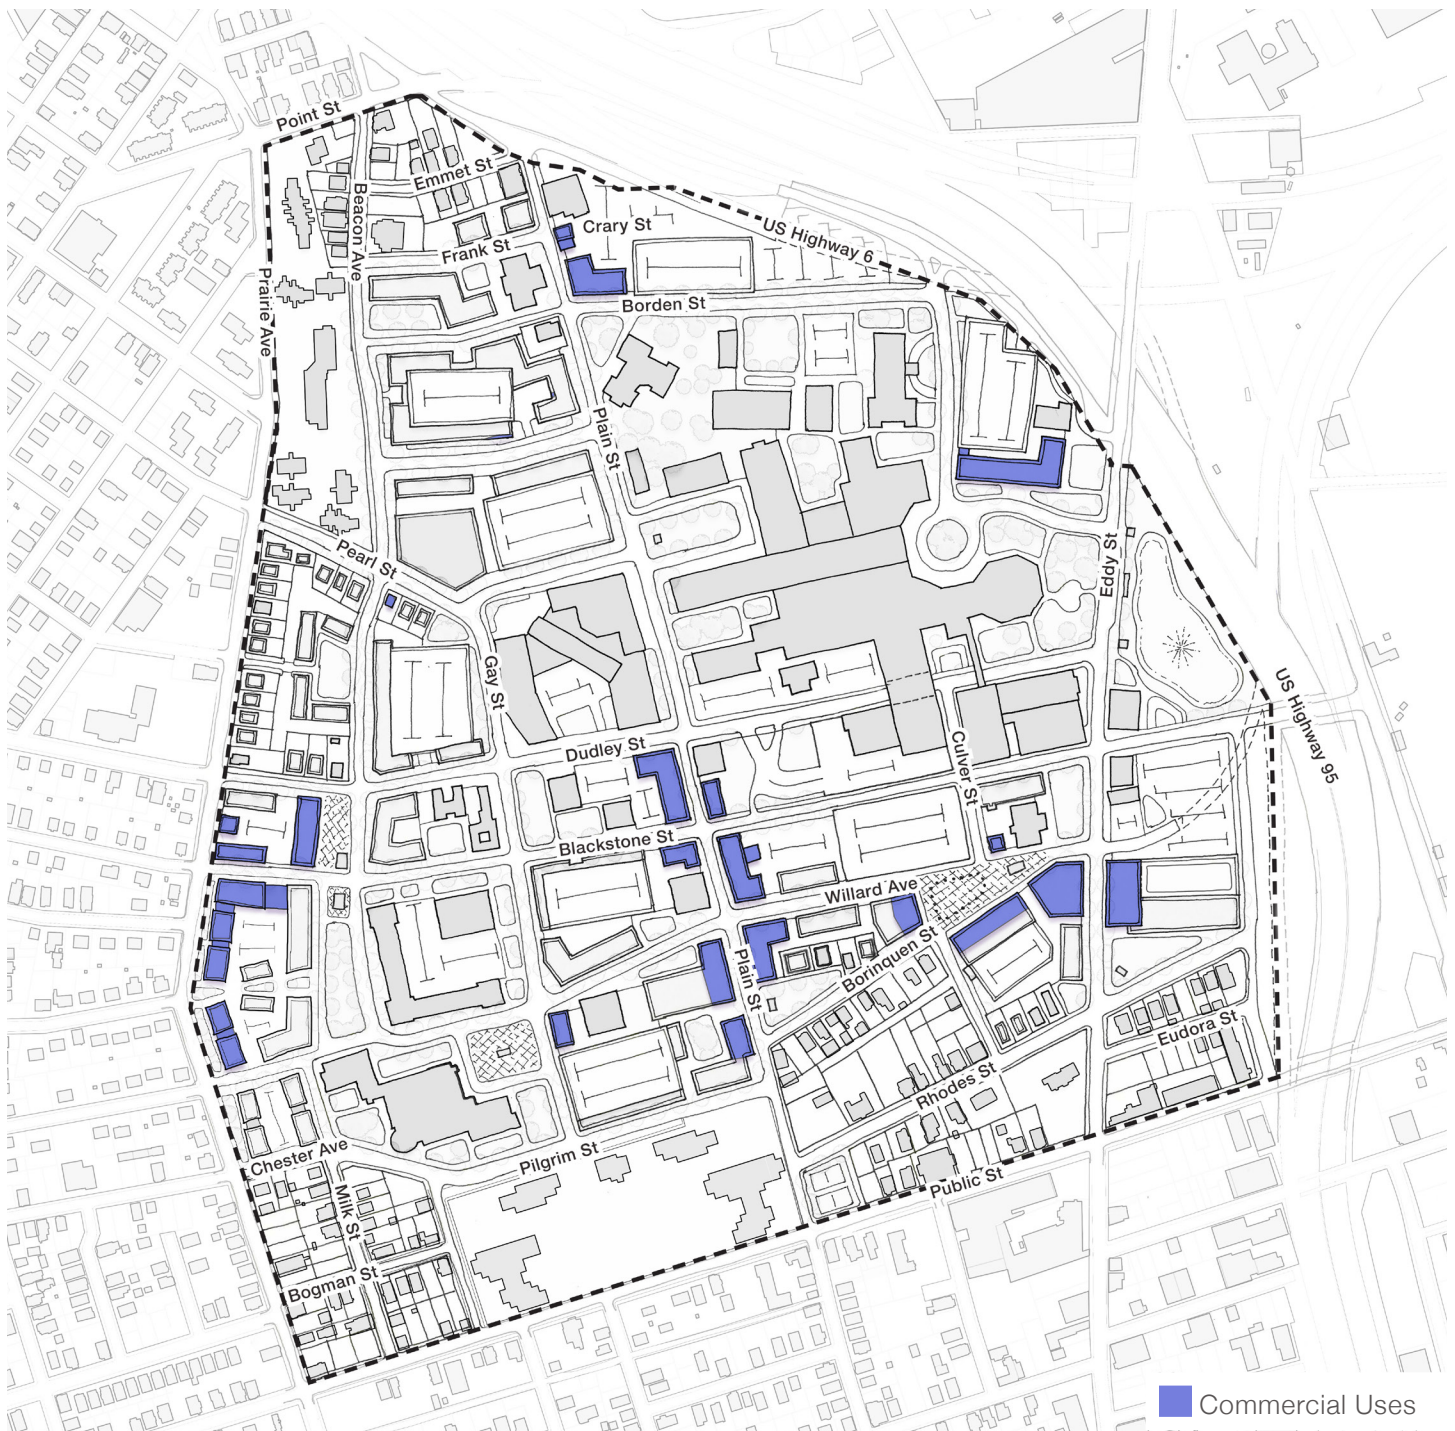 Point St
Emmet St
Beacon Ave
Crary St
US Highway 6
Frank St
Prairie Ave
Borden St
Plain St
Pearl St
Eddy St
Gay St
US Highway 95
Dudley St
Culver St
Blackstone St
Willard Ave
Borinquen St
Plain St
Eudora St
Rhodes St
Chester Ave
Pilgrim St
Public St
Milk St
Bogman St
Commercial Uses